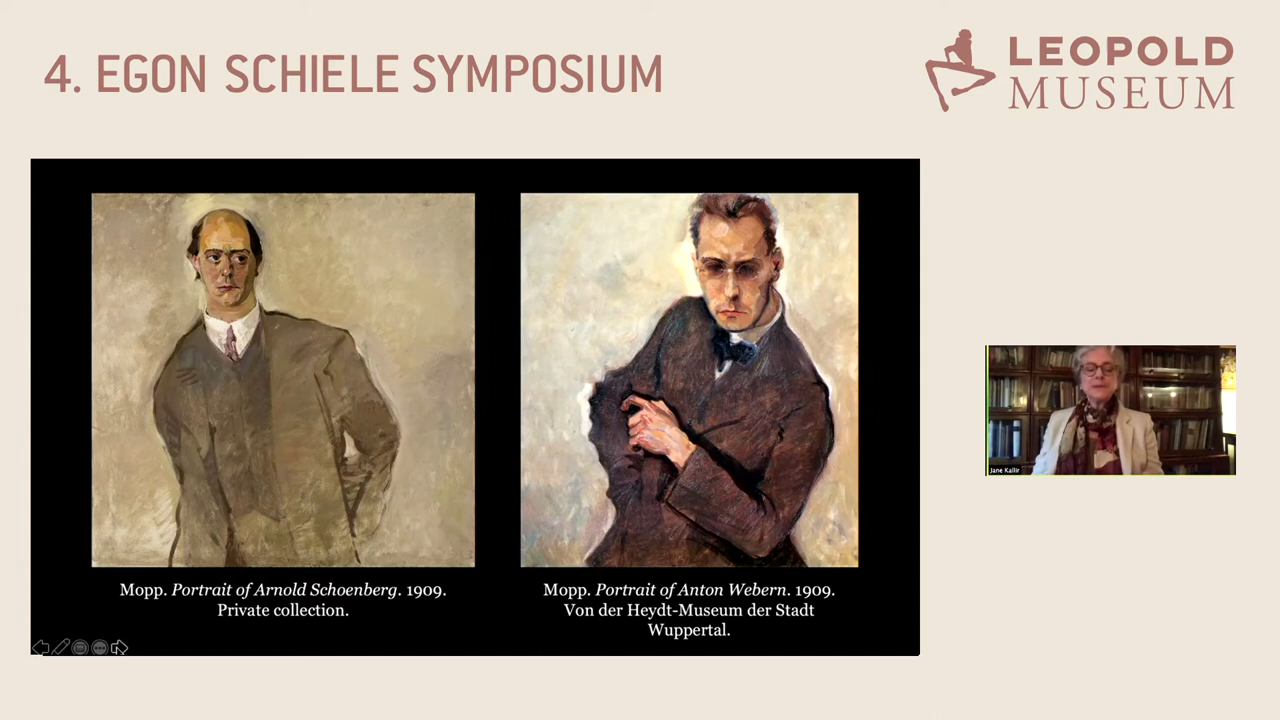 4. EGON SCHIELE SYMPOSIUM
LEOPOLD
MUSEUM
Mopp. Portrait of Arnold Schoenberg. 1909.
Private collection.
Mopp. Portrait of Anton Webern. 1909.
Von der Heydt-Museum der Stadt
Wuppertal.
Jane Kallir